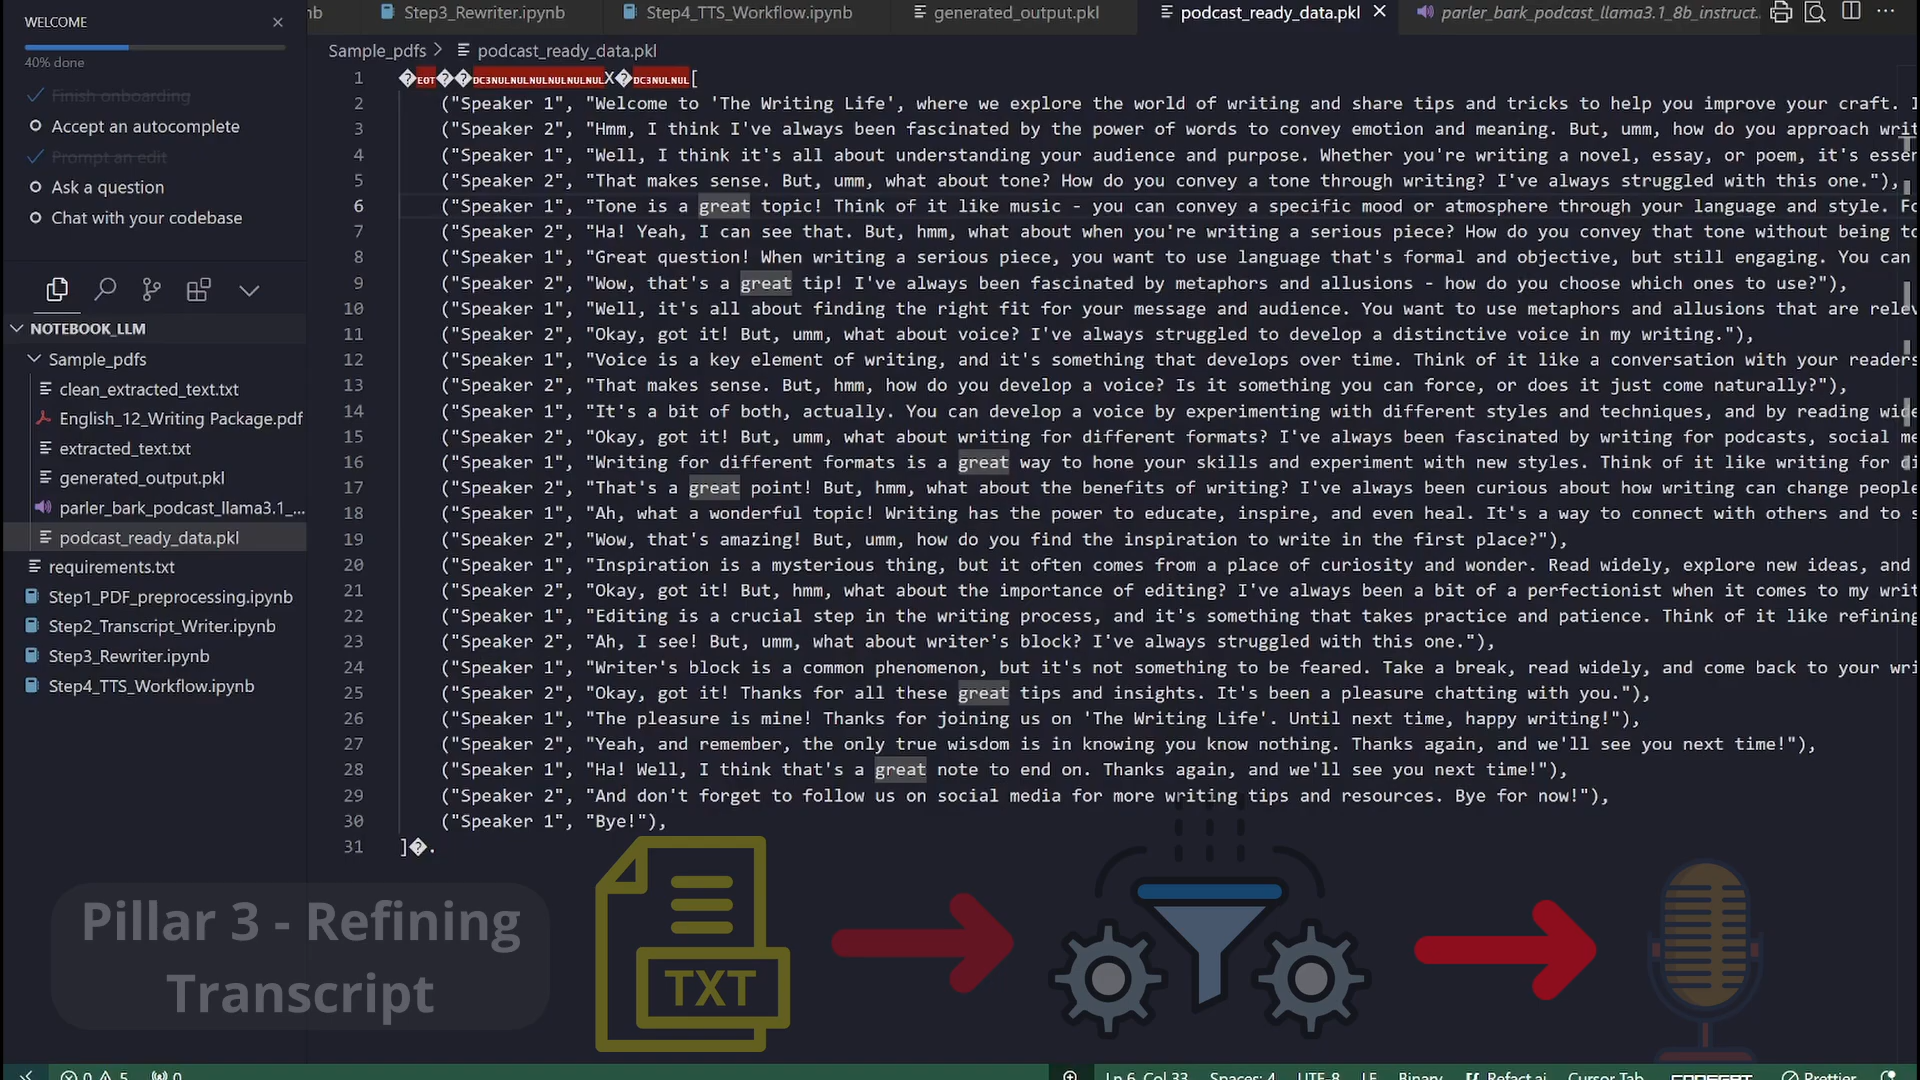 WELCOME
40% done
Finish onboarding
Accept an autocomplete
Prompt an edit
Ask a question
Chat with your codebase
NOTEBOOK_LLM
Sample_pdfs
clean_extracted_text.txt
English_12_Writing Package.pdf
extracted_text.txt
generated_output.pkl
parler_bark_podcast_llama3.1_...
podcast_ready_data.pkl
requirements.txt
Step1_PDF_preprocessing.ipynb
Step2_Transcript_Writer.ipynb
Step3_Rewriter.ipynb
Step4_TTS_Workflow.ipynb
nb Step3_Rewriter.ipynb Step4_TTS_Workflow.ipynb generated_output.pkl podcast_ready_data.pkl parler_bark_podcast_llama3.1_8b_instruct.
Sample_pdfs > podcast_ready_data.pkl
1 �EOT��DC3NULNULNULNULNULNULNULX�DC3NULNUL[
2 ("Speaker 1", "Welcome to 'The Writing Life', where we explore the world of writing and share tips and tricks to help you improve your craft. I
3 ("Speaker 2", "Hmm, I think I've always been fascinated by the power of words to convey emotion and meaning. But, umm, how do you approach writ
4 ("Speaker 1", "Well, I think it's all about understanding your audience and purpose. Whether you're writing a novel, essay, or poem, it's essen
5 ("Speaker 2", "That makes sense. But, umm, what about tone? How do you convey a tone through writing? I've always struggled with this one."),
6 ("Speaker 1", "Tone is a great topic! Think of it like music - you can convey a specific mood or atmosphere through your language and style. Fo
7 ("Speaker 2", "Ha! Yeah, I can see that. But, hmm, what about when you're writing a serious piece? How do you convey that tone without being to
8 ("Speaker 1", "Great question! When writing a serious piece, you want to use language that's formal and objective, but still engaging. You can
9 ("Speaker 2", "Wow, that's a great tip! I've always been fascinated by metaphors and allusions - how do you choose which ones to use?"),
10 ("Speaker 1", "Well, it's all about finding the right fit for your message and audience. You want to use metaphors and allusions that are relev
11 ("Speaker 2", "Okay, got it! But, umm, what about voice? I've always struggled to develop a distinctive voice in my writing."),
12 ("Speaker 1", "Voice is a key element of writing, and it's something that develops over time. Think of it like a conversation with your readers
13 ("Speaker 2", "That makes sense. But, hmm, how do you develop a voice? Is it something you can force, or does it just come naturally?"),
14 ("Speaker 1", "It's a bit of both, actually. You can develop a voice by experimenting with different styles and techniques, and by reading wide
15 ("Speaker 2", "Okay, got it! But, umm, what about writing for different formats? I've always been fascinated by writing for podcasts, social me
16 ("Speaker 1", "Writing for different formats is a great way to hone your skills and experiment with new styles. Think of it like writing for di
17 ("Speaker 2", "That's a great point! But, hmm, what about the benefits of writing? I've always been curious about how writing can change people
18 ("Speaker 1", "Ah, what a wonderful topic! Writing has the power to educate, inspire, and even heal. It's a way to connect with others and to s
19 ("Speaker 2", "Wow, that's amazing! But, umm, how do you find the inspiration to write in the first place?"),
20 ("Speaker 1", "Inspiration is a mysterious thing, but it often comes from a place of curiosity and wonder. Read widely, explore new ideas, and
21 ("Speaker 2", "Okay, got it! But, hmm, what about the importance of editing? I've always been a bit of a perfectionist when it comes to my writ
22 ("Speaker 1", "Editing is a crucial step in the writing process, and it's something that takes practice and patience. Think of it like refining
23 ("Speaker 2", "Ah, I see! But, umm, what about writer's block? I've always struggled with this one."),
24 ("Speaker 1", "Writer's block is a common phenomenon, but it's not something to be feared. Take a break, read widely, and come back to your wri
25 ("Speaker 2", "Okay, got it! Thanks for all these great tips and insights. It's been a pleasure chatting with you."),
26 ("Speaker 1", "The pleasure is mine! Thanks for joining us on 'The Writing Life'. Until next time, happy writing!"),
27 ("Speaker 2", "Yeah, and remember, the only true wisdom is in knowing you know nothing. Thanks again, and we'll see you next time!"),
28 ("Speaker 1", "Ha! Well, I think that's a great note to end on. Thanks again, and we'll see you next time!"),
29 ("Speaker 2", "And don't forget to follow us on social media for more writing tips and resources. Bye for now!"),
30 ("Speaker 1", "Bye!"),
31 ]�.
Pillar 3 - Refining
Transcript
TXT
0 5 0 Ln 6, Col 33 Spaces: 4 UTF-8 LF Binary Refact.ai Cursor Tab Prettier